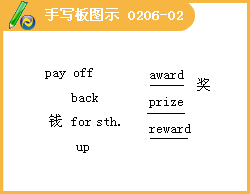 手写板图示 0206-02
pay off
back
钱 for sth.
up
award
prize
reward
奖